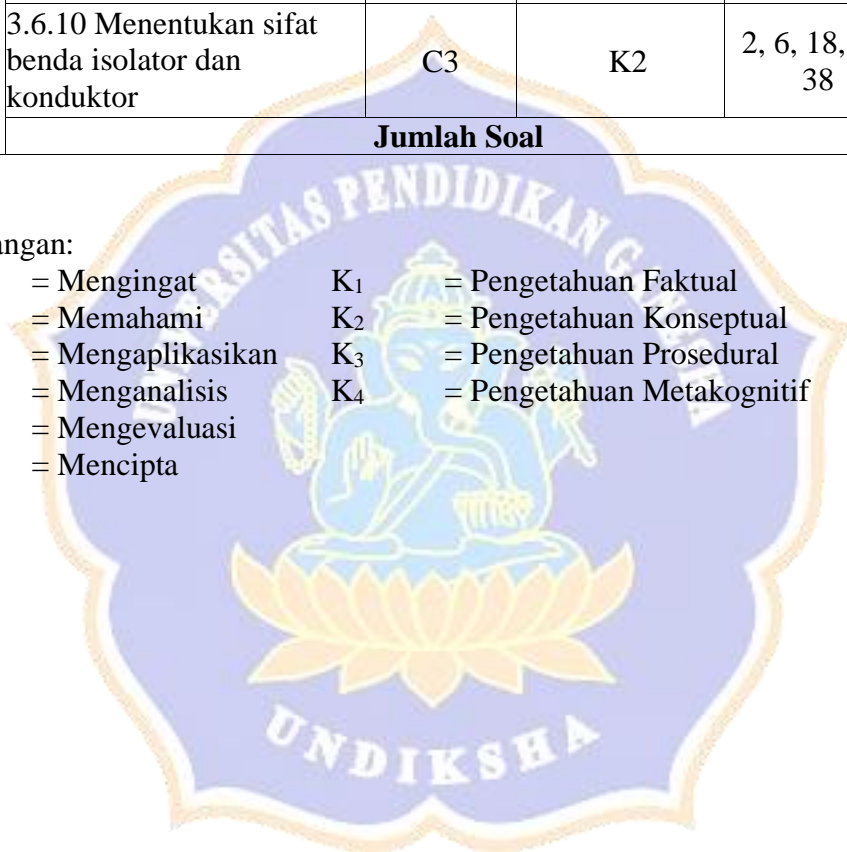 3.6.10 Menentukan sifat
benda isolator dan
konduktor
C3
K2
2, 6, 18,
38
Jumlah Soal
angan:
= Mengingat K1 = Pengetahuan Faktual
= Memahami K2 = Pengetahuan Konseptual
= Mengaplikasikan K3 = Pengetahuan Prosedural
= Menganalisis K4 = Pengetahuan Metakognitif
= Mengevaluasi
= Mencipta
UNIVERSITAS PENDIDIKAN GANESHA
UNDIKSHA